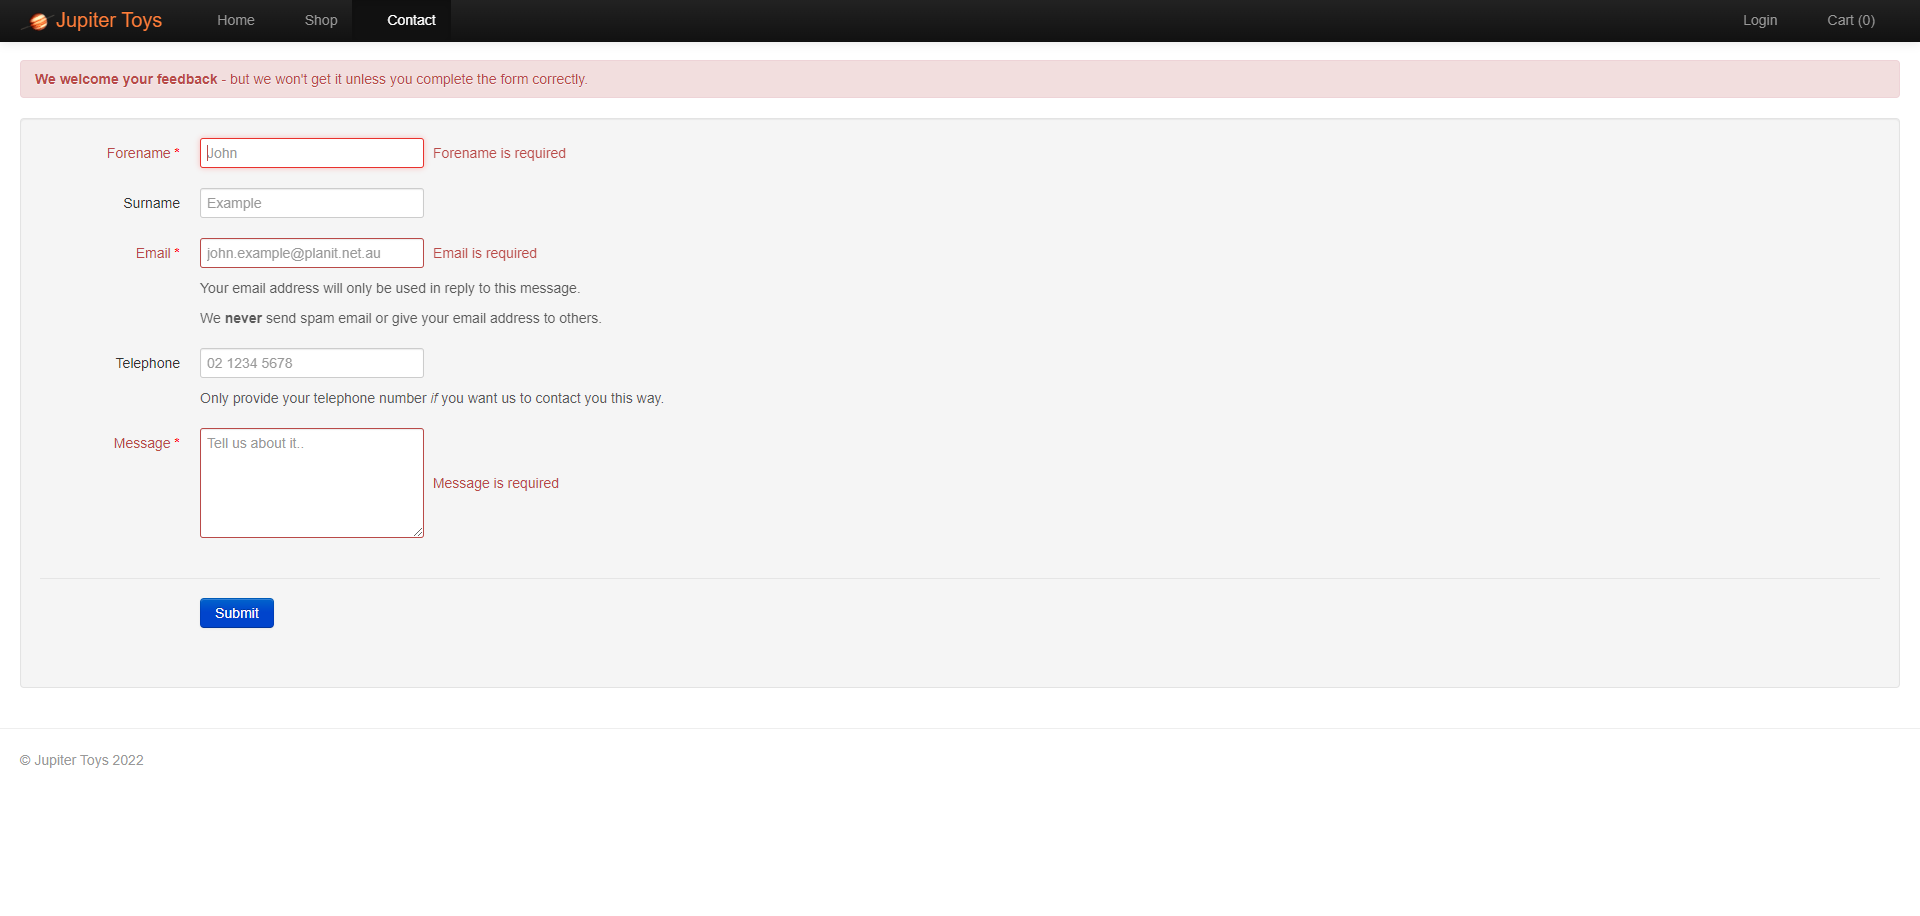 Jupiter Toys Home Shop Contact Login Cart (0)
We welcome your feedback - but we won't get it unless you complete the form correctly.
Forename * John Forename is required
Surname Example
Email * john.example@planit.net.au Email is required
Your email address will only be used in reply to this message.
We never send spam email or give your email address to others.
Telephone 02 1234 5678
Only provide your telephone number if you want us to contact you this way.
Message * Tell us about it..
Message is required
Submit
© Jupiter Toys 2022